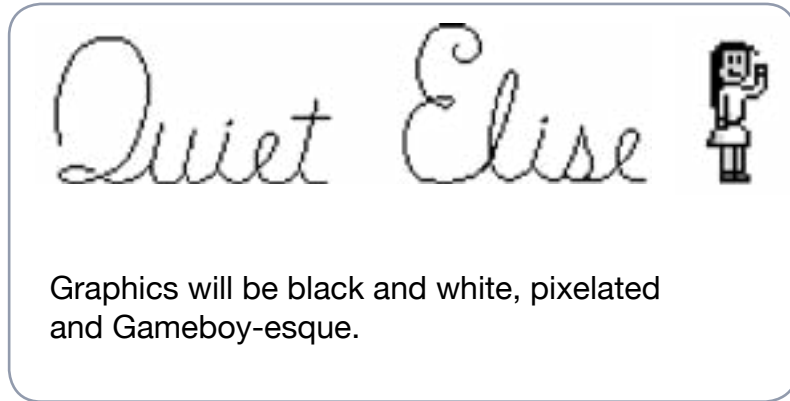 Quiet Elise
Graphics will be black and white, pixelated
and Gameboy-esque.